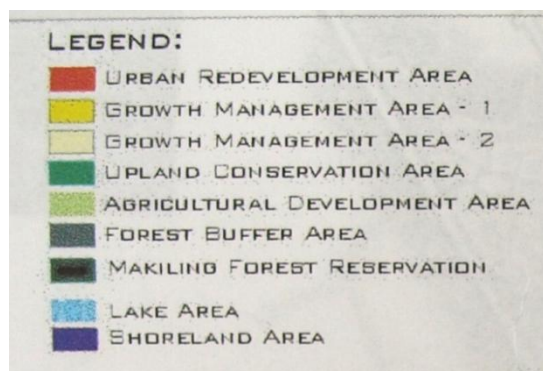 LEGEND:
URBAN REDEVELOPMENT AREA
GROWTH MANAGEMENT AREA - 1
GROWTH MANAGEMENT AREA - 2
UPLAND CONSERVATION AREA
AGRICULTURAL DEVELOPMENT AREA
FOREST BUFFER AREA
MAKILING FOREST RESERVATION
LAKE AREA
SHORELAND AREA